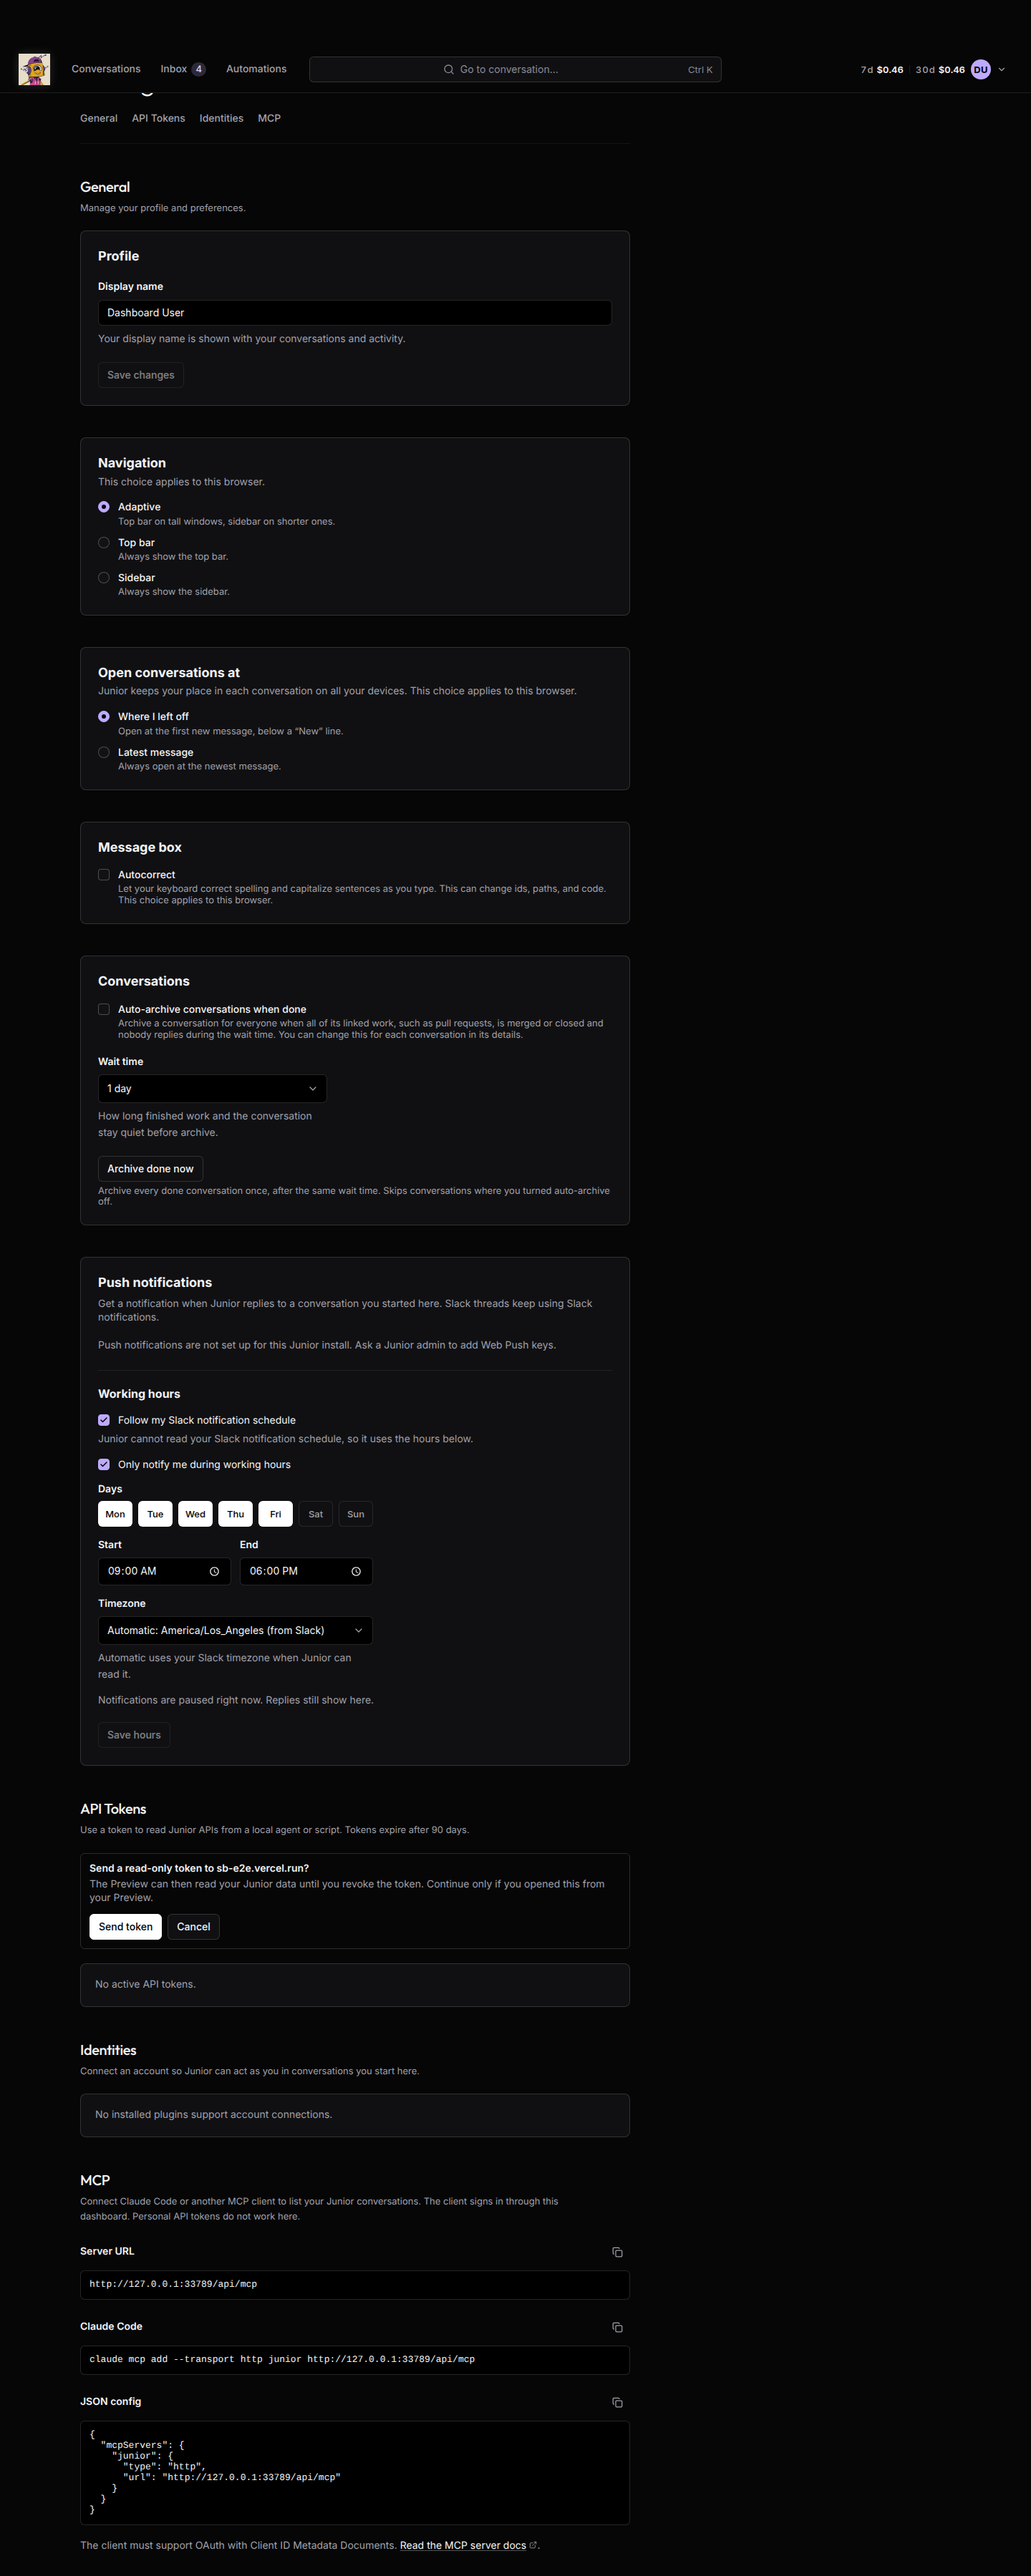 Conversations
Inbox 4
Automations
Go to conversation...
Ctrl K
7d $0.46
30d $0.46
DU
General
API Tokens
Identities
MCP
General
Manage your profile and preferences.
Profile
Display name
Dashboard User
Your display name is shown with your conversations and activity.
Save changes
Navigation
This choice applies to this browser.
Adaptive
Top bar on tall windows, sidebar on shorter ones.
Top bar
Always show the top bar.
Sidebar
Always show the sidebar.
Open conversations at
Junior keeps your place in each conversation on all your devices. This choice applies to this browser.
Where I left off
Open at the first new message, below a “New” line.
Latest message
Always open at the newest message.
Message box
Autocorrect
Let your keyboard correct spelling and capitalize sentences as you type. This can change ids, paths, and code.
This choice applies to this browser.
Conversations
Auto-archive conversations when done
Archive a conversation for everyone when all of its linked work, such as pull requests, is merged or closed and
nobody replies during the wait time. You can change this for each conversation in its details.
Wait time
1 day
How long finished work and the conversation
stay quiet before archive.
Archive done now
Archive every done conversation once, after the same wait time. Skips conversations where you turned auto-archive
off.
Push notifications
Get a notification when Junior replies to a conversation you started here. Slack threads keep using Slack
notifications.
Push notifications are not set up for this Junior install. Ask a Junior admin to add Web Push keys.
Working hours
Follow my Slack notification schedule
Junior cannot read your Slack notification schedule, so it uses the hours below.
Only notify me during working hours
Days
Mon Tue Wed Thu Fri Sat Sun
Start End
09:00 AM 06:00 PM
Timezone
Automatic: America/Los_Angeles (from Slack)
Automatic uses your Slack timezone when Junior can
read it.
Notifications are paused right now. Replies still show here.
Save hours
API Tokens
Use a token to read Junior APIs from a local agent or script. Tokens expire after 90 days.
Send a read-only token to sb-e2e.vercel.run?
The Preview can then read your Junior data until you revoke the token. Continue only if you opened this from
your Preview.
Send token Cancel
No active API tokens.
Identities
Connect an account so Junior can act as you in conversations you start here.
No installed plugins support account connections.
MCP
Connect Claude Code or another MCP client to list your Junior conversations. The client signs in through this
dashboard. Personal API tokens do not work here.
Server URL
http://127.0.0.1:33789/api/mcp
Claude Code
claude mcp add --transport http junior http://127.0.0.1:33789/api/mcp
JSON config
{
"mcpServers": {
"junior": {
"type": "http",
"url": "http://127.0.0.1:33789/api/mcp"
}
}
}
The client must support OAuth with Client ID Metadata Documents. Read the MCP server docs.